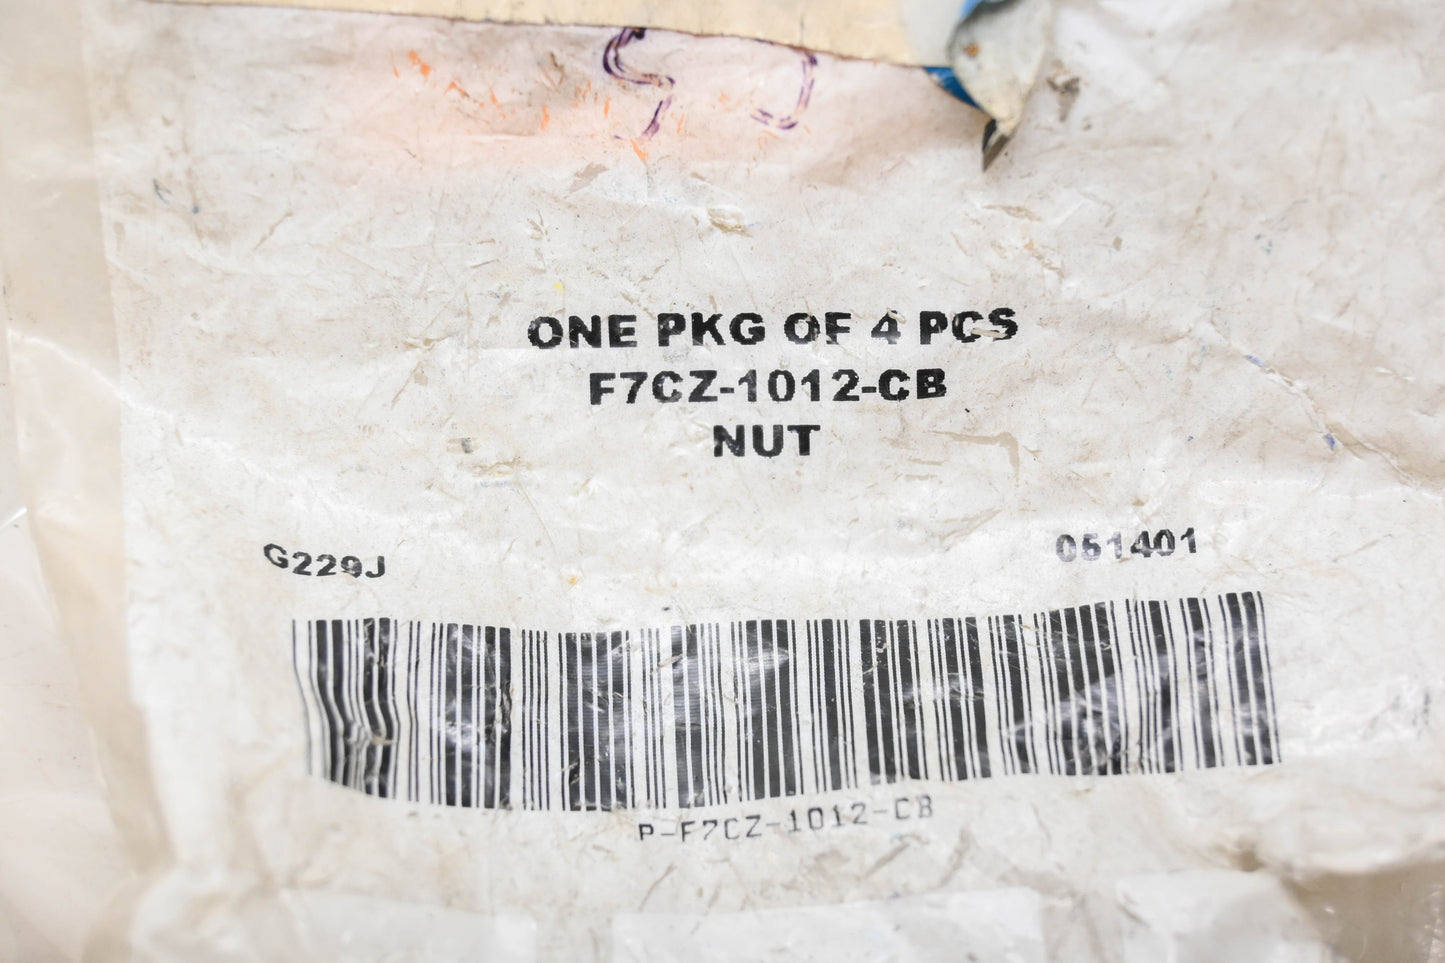 ONE PKG OF 4 PCS
F7CZ-1012-CB
NUT
G229J
051401
P-F7CZ-1012-CB